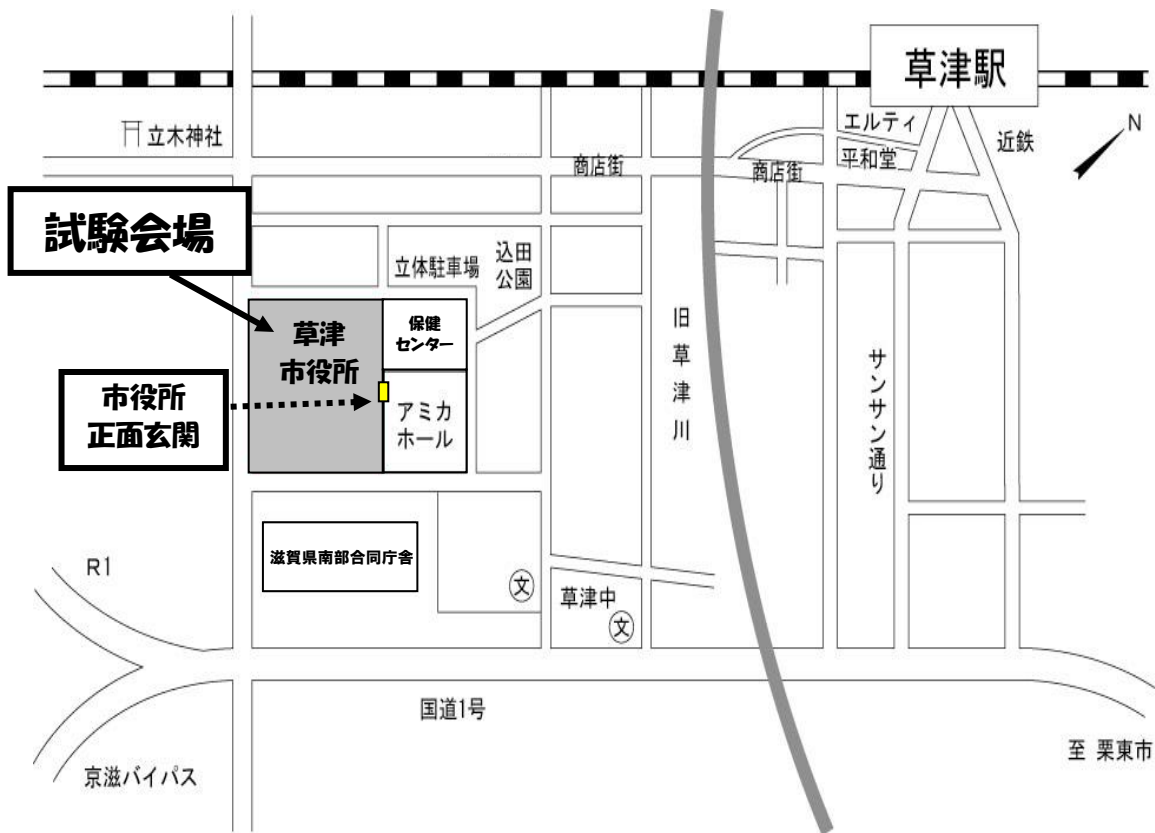 草津駅
エルティ
近鉄
N
立木神社
商店街
商店街
平和堂
試験会場
立体駐車場
込田
公園
草津
市役所
保健
センター
旧草津川
サンサン通り
市役所
正面玄関
アミカ
ホール
滋賀県南部合同庁舎
R1
文
草津中
文
国道1号
至 栗東市
京滋バイパス